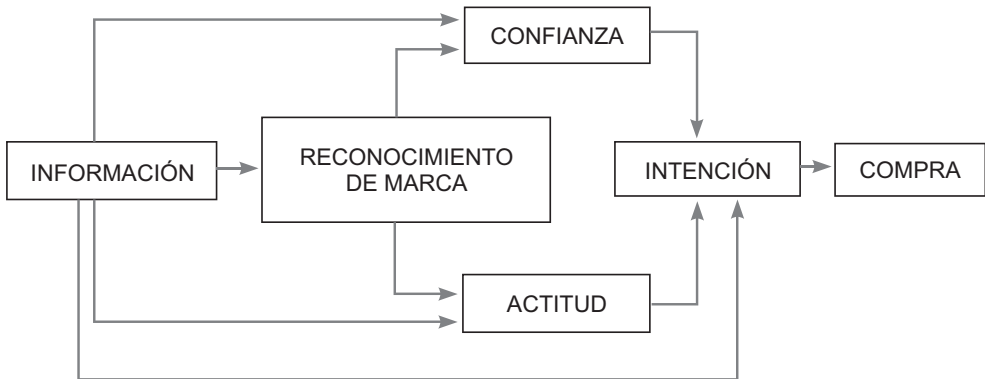 CONFIANZA
INFORMACIÓN
RECONOCIMIENTO
DE MARCA
INTENCIÓN
COMPRA
ACTITUD